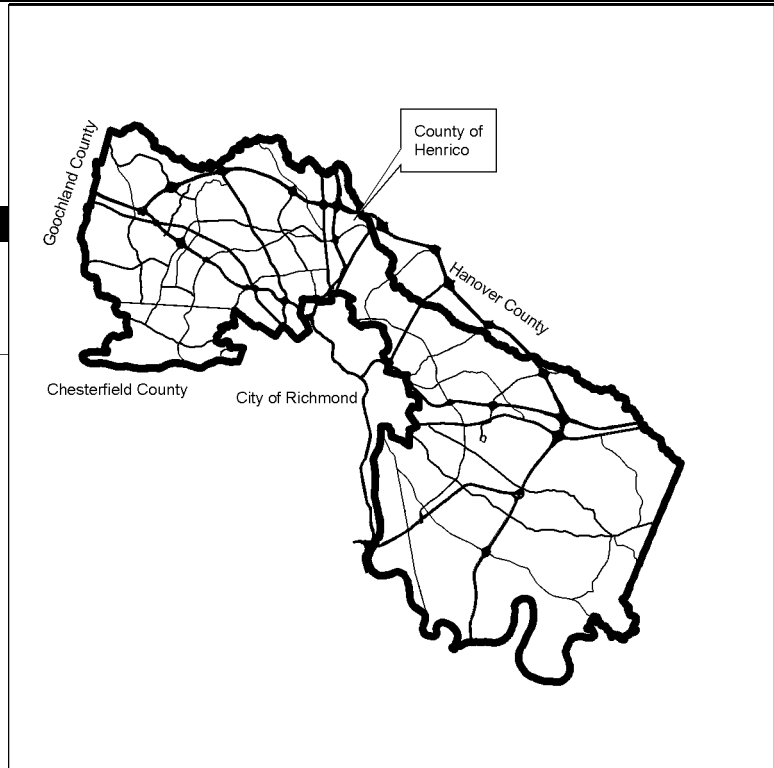 County of
Henrico
Goochland County
Hanover County
Chesterfield County
City of Richmond